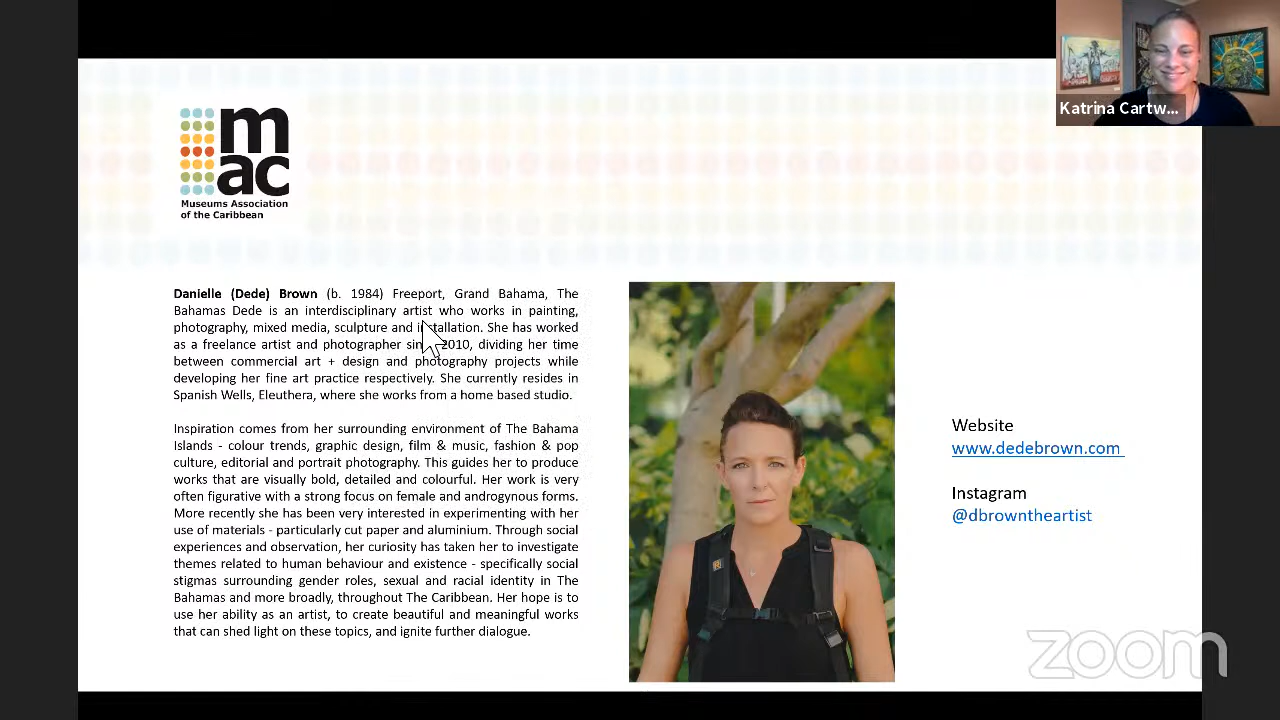 Katrina Cartw...
m
ac
Museums Association
of the Caribbean
Danielle (Dede) Brown (b. 1984) Freeport, Grand Bahama, The
Bahamas Dede is an interdisciplinary artist who works in painting,
photography, mixed media, sculpture and installation. She has worked
as a freelance artist and photographer 2010, dividing her time
between commercial art + design and photography projects while
developing her fine art practice respectively. She currently resides in
Spanish Wells, Eleuthera, where she works from a home based studio.
Inspiration comes from her surrounding environment of The Bahama
Islands - colour trends, graphic design, film & music, fashion & pop
culture, editorial and portrait photography. This guides her to produce
works that are visually bold, detailed and colourful. Her work is very
often figurative with a strong focus on female and androgynous forms.
More recently she has been very interested in experimenting with her
use of materials - particularly cut paper and aluminium. Through social
experiences and observation, her curiosity has taken her to investigate
themes related to human behaviour and existence - specifically social
stigmas surrounding gender roles, sexual and racial identity in The
Bahamas and more broadly, throughout The Caribbean. Her hope is to
use her ability as an artist, to create beautiful and meaningful works
that can shed light on these topics, and ignite further dialogue.
Website
www.dedebrown.com
Instagram
@dbrowntheartist
zoom